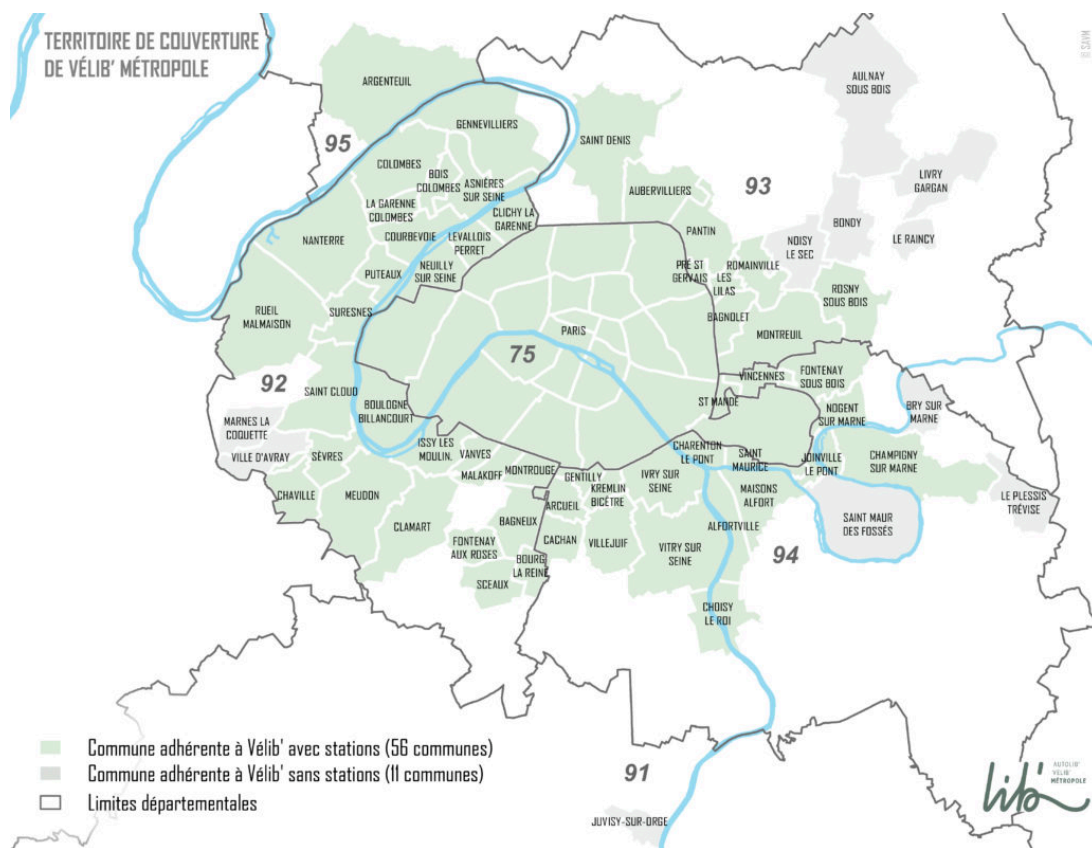 TERRITOIRE DE COUVERTURE
DE VÉLIB' MÉTROPOLE
© SAVM
AULNAY
SOUS BOIS
ARGENTEUIL
GENNEVILLIERS
SAINT DENIS
95
COLOMBES
BOIS
COLOMBES
ASNIÈRES
SUR SEINE
AUBERVILLIERS
93
LIVRY
GARGAN
LA GARENNE
COLOMBES
CLICHY LA
GARENNE
BONDY
PANTIN
NANTERRE
COURBEVOIE
LEVALLOIS
PERRET
NOISY
LE SEC
LE RAINCY
PUTEAUX
NEUILLY
SUR SEINE
PRÉ ST
GERVAIS
LES
LILAS
ROMAINVILLE
ROSNY
SOUS BOIS
RUEIL
MALMAISON
SURESNES
BAGNOLET
MONTREUIL
PARIS
75
92
SAINT CLOUD
VINCENNES
FONTENAY
SOUS BOIS
BOULOGNE
BILLANCOURT
ST MANDE
NOGENT
SUR MARNE
BRY SUR
MARNE
MARNES LA
COQUETTE
VILLE D'AVRAY
SÈVRES
ISSY LES
MOULIN.
VANVES
MALAKOFF
MONTROUGE
GENTILLY
KREMLIN
BICÊTRE
IVRY SUR
SEINE
CHARENTON
LE PONT
SAINT
MAURICE
JOINVILLE
LE PONT
CHAMPIGNY
SUR MARNE
CHAVILLE
MEUDON
CLAMART
BAGNEUX
ARCUEIL
MAISONS
ALFORT
LE PLESSIS
TRÉVISE
FONTENAY
AUX ROSES
CACHAN
VILLEJUIF
VITRY SUR
SEINE
ALFORTVILLE
SAINT MAUR
DES FOSSÉS
BOURG
LA REINE
SCEAUX
94
CHOISY
LE ROI
Commune adhérente à Vélib' avec stations (56 communes)
Commune adhérente à Vélib' sans stations (11 communes)
Limites départementales
91
JUVISY-SUR-ORGE
AUTOLIB'
VÉLIB'
MÉTROPOLE